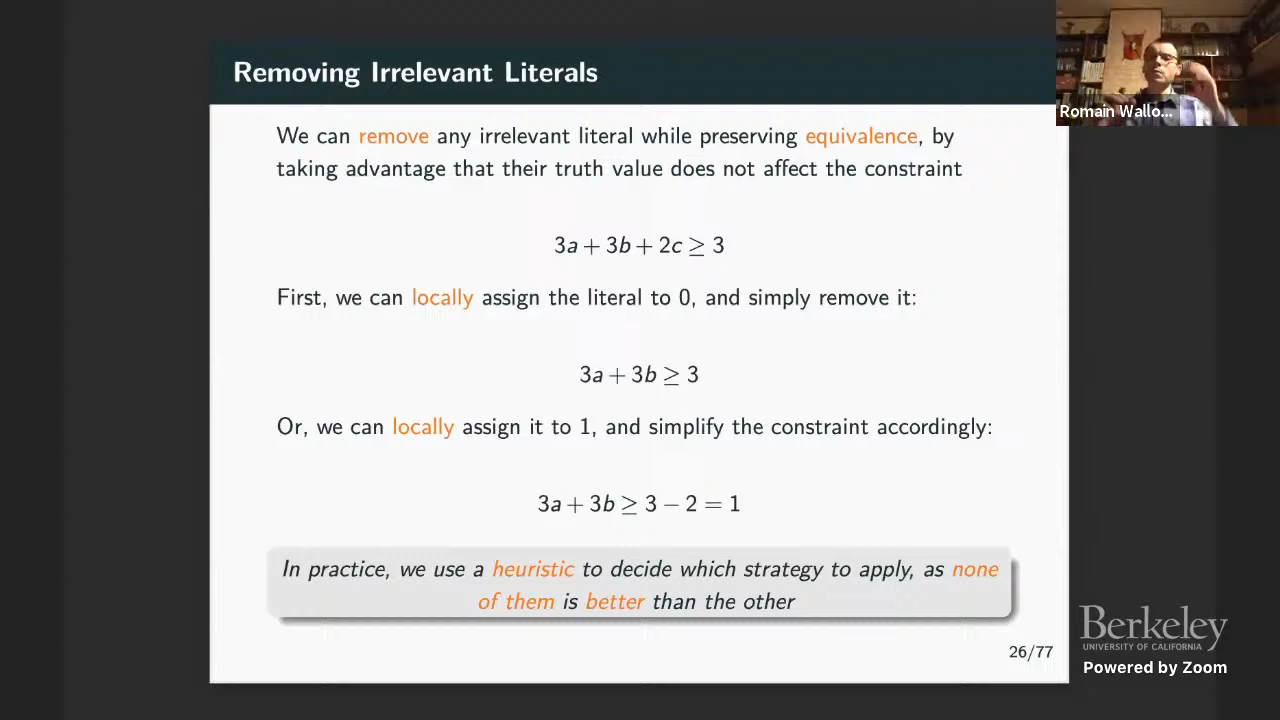 Removing Irrelevant Literals
Romain Wallo...
We can remove any irrelevant literal while preserving equivalence, by
taking advantage that their truth value does not affect the constraint
3a + 3b + 2c ≥ 3
First, we can locally assign the literal to 0, and simply remove it:
3a + 3b ≥ 3
Or, we can locally assign it to 1, and simplify the constraint accordingly:
3a + 3b ≥ 3 − 2 = 1
In practice, we use a heuristic to decide which strategy to apply, as none
of them is better than the other
26/77
Berkeley
UNIVERSITY OF CALIFORNIA
Powered by Zoom